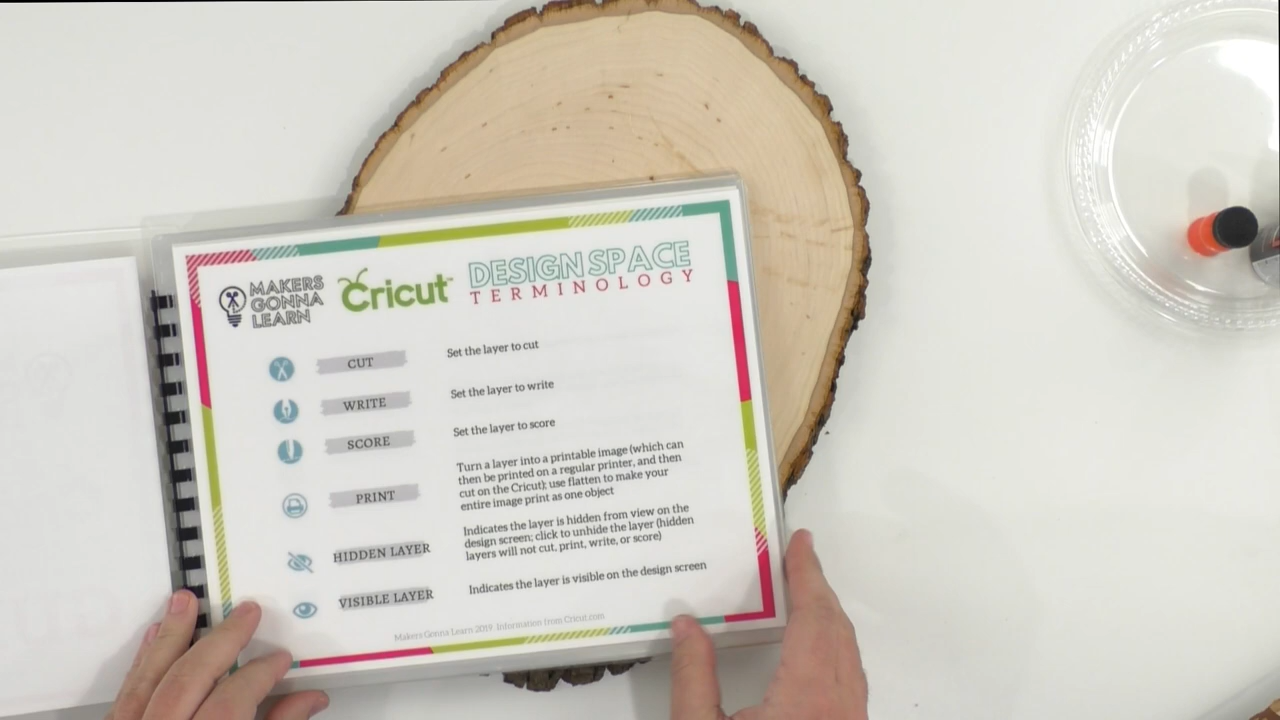 MAKERS
GONNA
LEARN
Cricut™
DESIGN SPACE
TERMINOLOGY
CUT
Set the layer to cut
WRITE
Set the layer to write
SCORE
Set the layer to score
PRINT
Turn a layer into a printable image (which can
then be printed on a regular printer, and then
cut on the Cricut); use flatten to make your
entire image print as one object
HIDDEN LAYER
Indicates the layer is hidden from view on the
design screen; click to unhide the layer (hidden
layers will not cut, print, write, or score)
VISIBLE LAYER
Indicates the layer is visible on the design screen
Makers Gonna Learn 2019. Information from Cricut.com